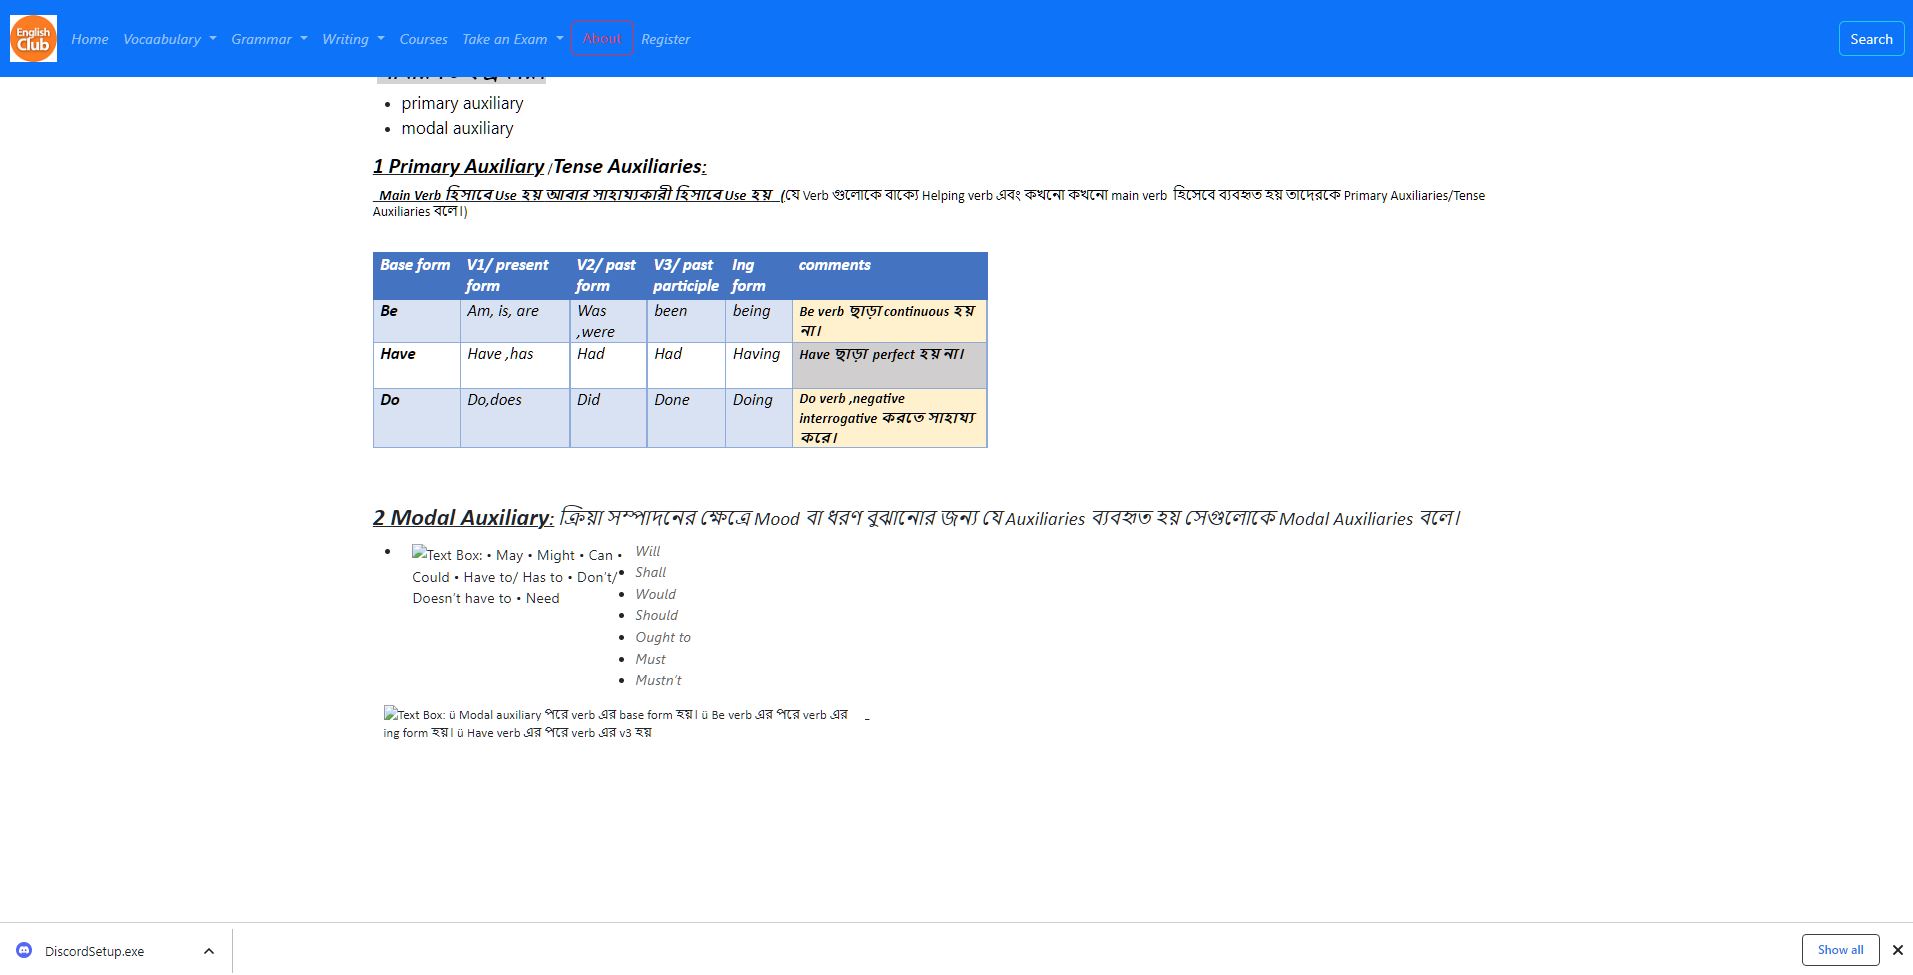 English
Club
Home Vocaabulary Grammar Writing Courses Take an Exam About Register Search
• primary auxiliary
• modal auxiliary
1 Primary Auxiliary /Tense Auxiliaries:
Main Verb হিসাবে Use হয় আবার সাহায্যকারী হিসাবে Use হয় (যে Verb গুলোকে বাক্যে Helping verb এবং কখনো কখনো main verb হিসেবে ব্যবহৃত হয় তাদেরকে Primary Auxiliaries/Tense
Auxiliaries বলে।)
Base form V1/ present form V2/ past form V3/ past participle Ing form comments
Be Am, is, are Was ,were been being Be verb ছাড়া continuous হয় না।
Have Have ,has Had Had Having Have ছাড়া perfect হয় না।
Do Do,does Did Done Doing Do verb ,negative interrogative করতে সাহায্য করে।
2 Modal Auxiliary: ক্রিয়া সম্পাদনের ক্ষেত্রে Mood বা ধরণ বুঝানোর জন্য যে Auxiliaries ব্যবহৃত হয় সেগুলোকে Modal Auxiliaries বলে।
• Text Box: • May • Might • Can •
Could • Have to/ Has to • Don't/
Doesn't have to • Need
Will
• Shall
• Would
• Should
• Ought to
• Must
• Mustn't
Text Box: ü Modal auxiliary পরে verb এর base form হয়। ü Be verb এর পরে verb এর
ing form হয়। ü Have verb এর পরে verb এর v3 হয়
DiscordSetup.exe
Show all